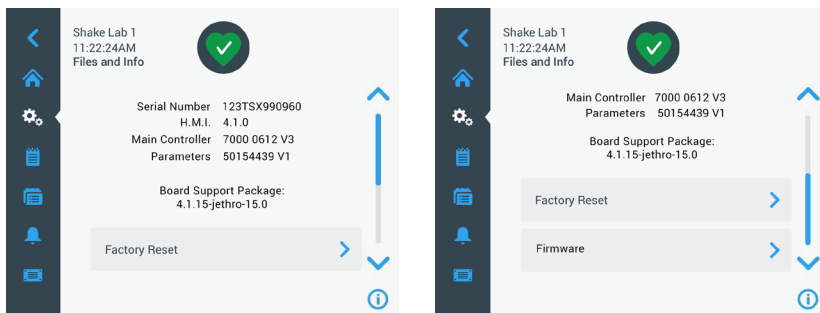 Shake Lab 1
11:22:24AM
Files and Info
Serial Number 123TSX990960
H.M.I. 4.1.0
Main Controller 7000 0612 V3
Parameters 50154439 V1
Board Support Package:
4.1.15-jethro-15.0
Factory Reset
Shake Lab 1
11:22:24AM
Files and Info
Main Controller 7000 0612 V3
Parameters 50154439 V1
Board Support Package:
4.1.15-jethro-15.0
Factory Reset
Firmware